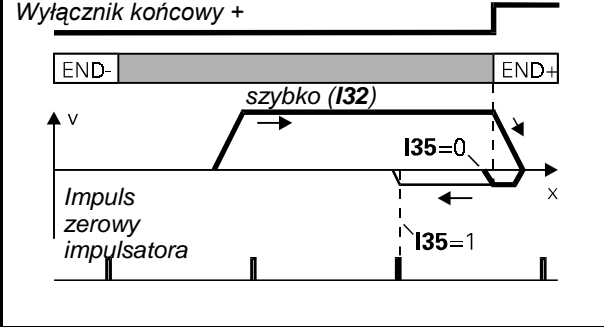 Wyłącznik końcowy +
END- END+
szybko (I32)
v
I35=0
x
Impuls
zerowy
impulsatora
I35=1